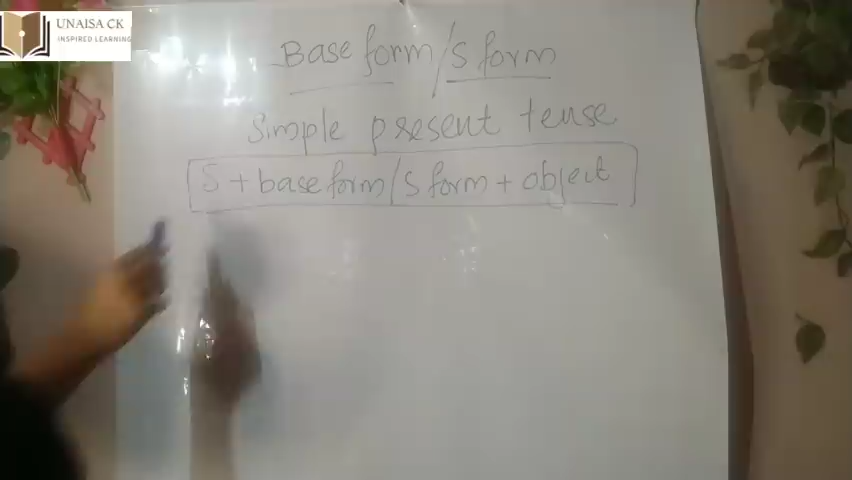 UNAISA CK
INSPIRED LEARNING
Base form/S form
Simple present tense
S + base form/S form + object